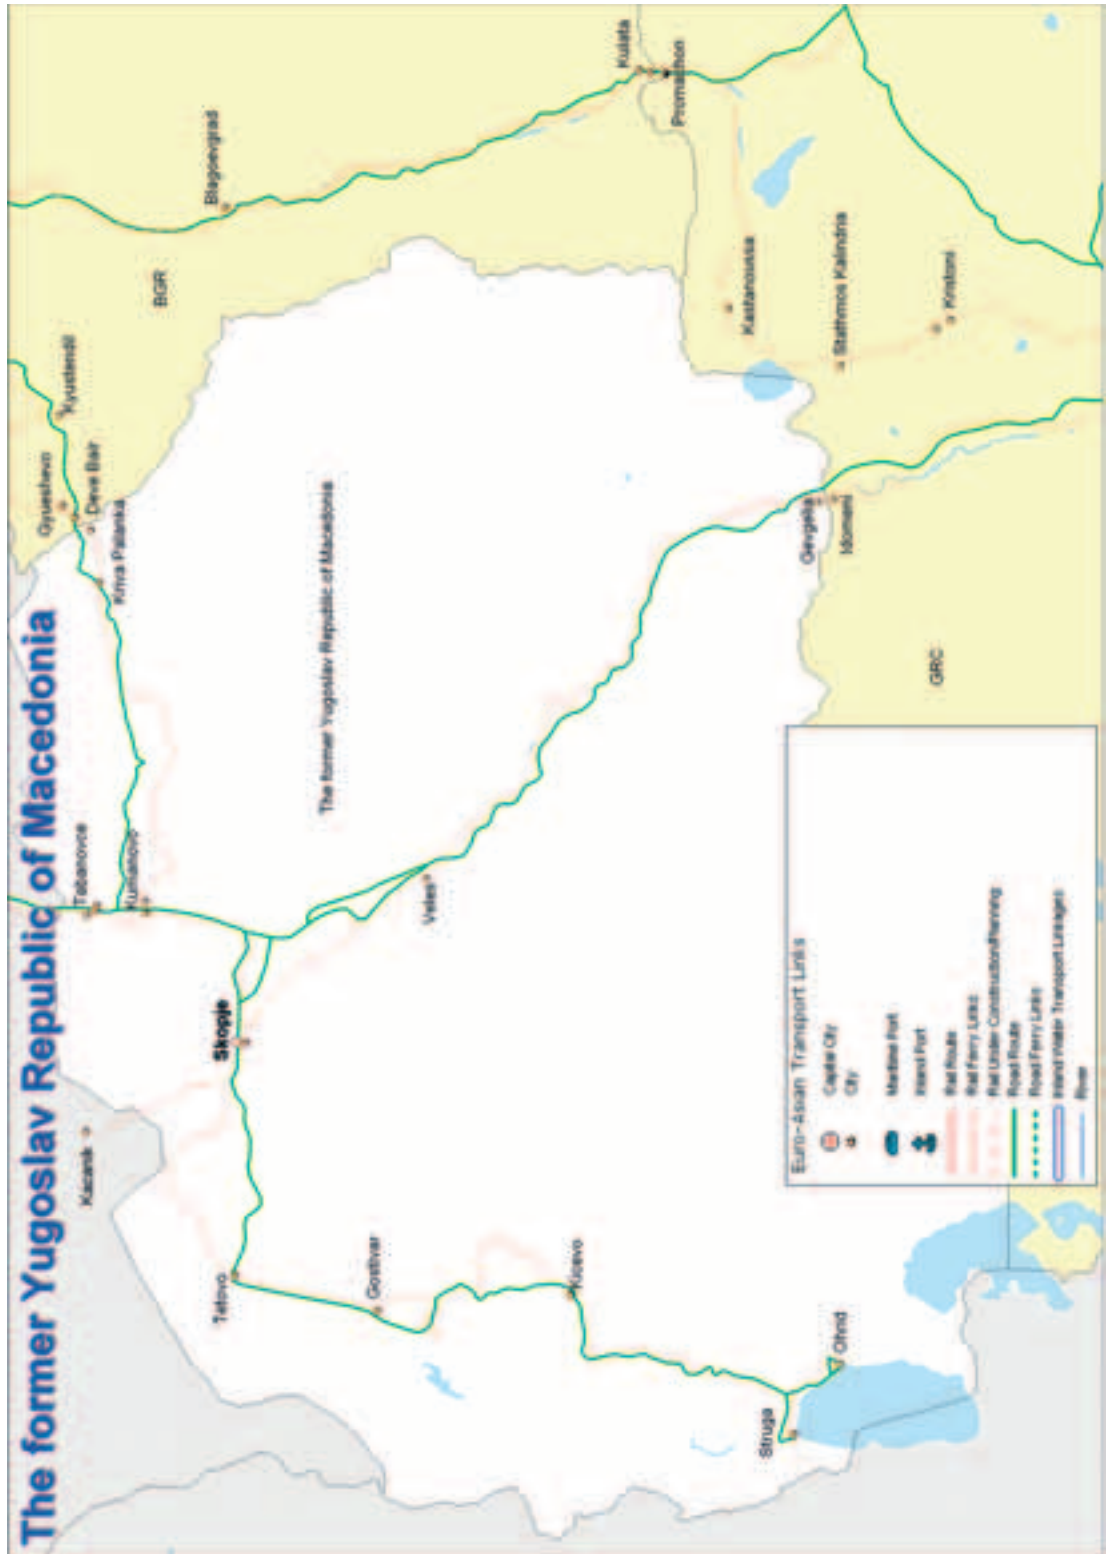 The former Yugoslav Republic of Macedonia
Kacanik
Tabanovce
Kumanovo
Kriva Palanka
Deve Bair
Gyueshevo
Kyustendil
BGR
Blagoevgrad
Kulata
Promachon
Skopje
Tetovo
Gostivar
Kicevo
Veles
The former Yugoslav Republic of Macedonia
Struga
Ohrid
Gevgelia
Idomeni
Kastanoussa
Stathmos Kalindria
Kristoni
GRC
Euro-Asian Transport Links
Capital City
City
Maritime Port
Inland Port
Rail Route
Rail Ferry Links
Rail Under Construction/Planning
Road Route
Road Ferry Links
Inland Water Transport Linkages
River